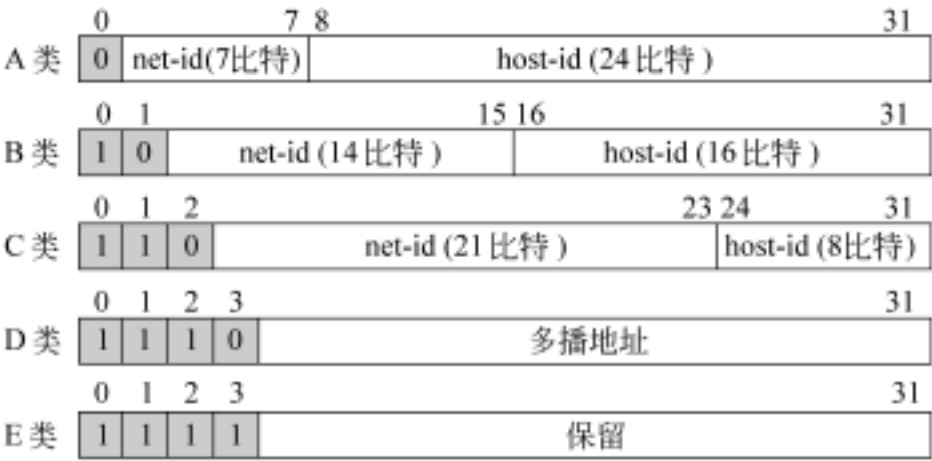 0 7 8 31
A 类 0 net-id(7比特) host-id (24 比特 )
0 1 15 16 31
B 类 1 0 net-id (14 比特 ) host-id (16 比特 )
0 1 2 23 24 31
C 类 1 1 0 net-id (21 比特 ) host-id (8比特)
0 1 2 3 31
D 类 1 1 1 0 多播地址
0 1 2 3 31
E 类 1 1 1 1 保留